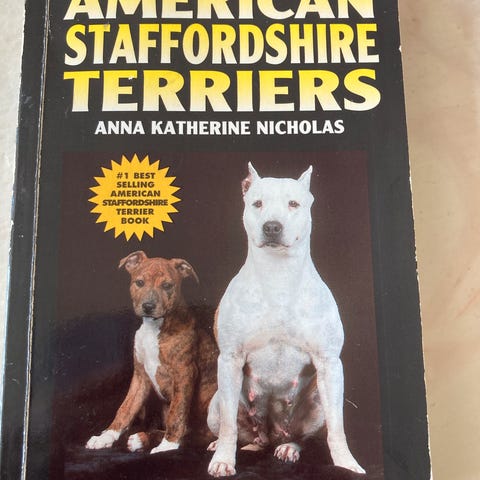 AMERICAN
STAFFORDSHIRE
TERRIERS
ANNA KATHERINE NICHOLAS
#1 BEST
SELLING
AMERICAN
STAFFORDSHIRE
TERRIER
BOOK